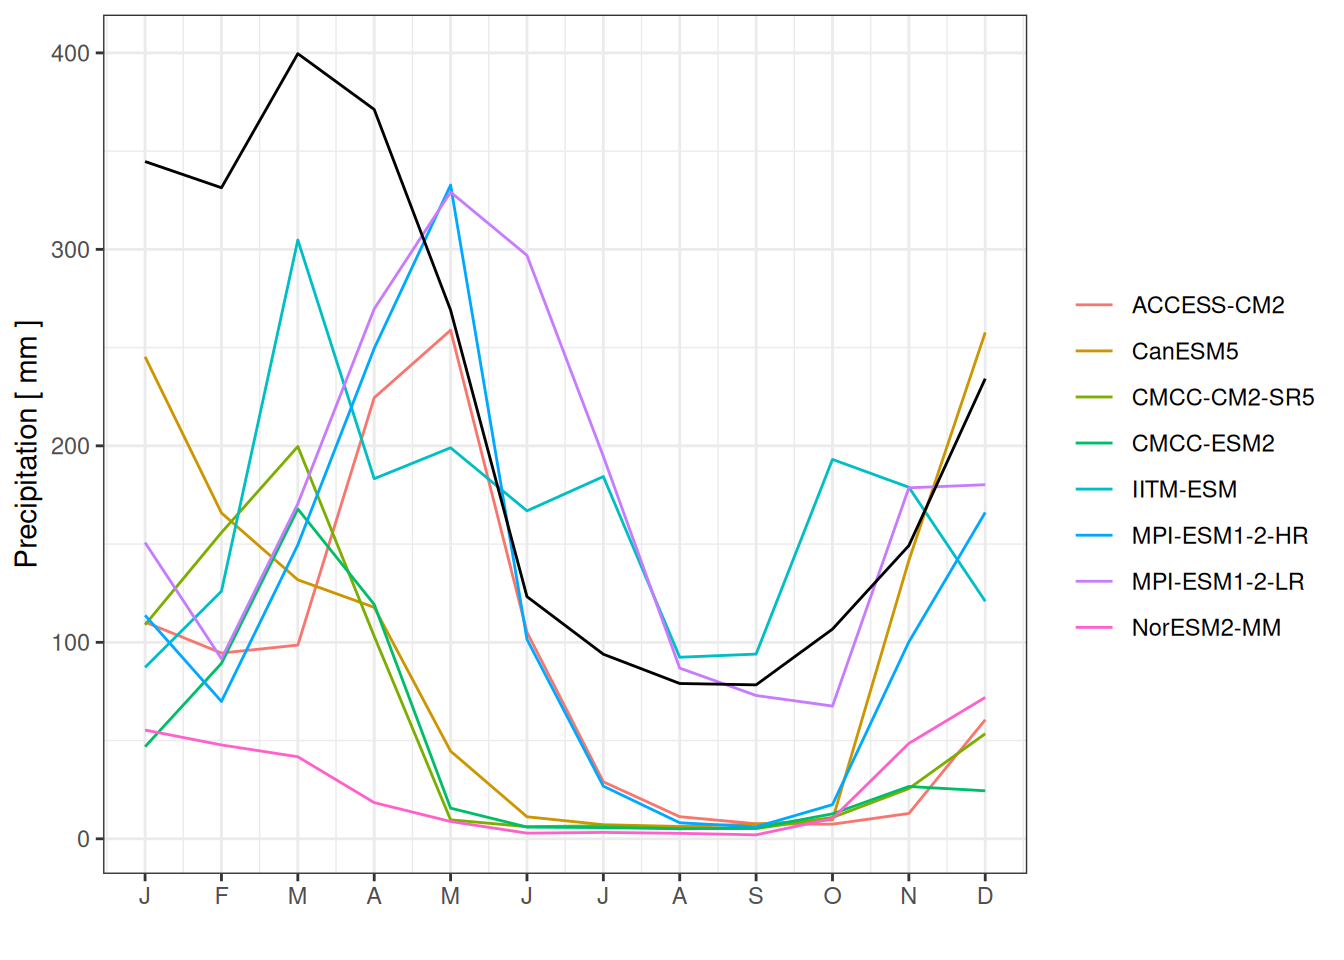 400
300
200
100
0
Precipitation [ mm ]
J F M A M J J A S O N D
ACCESS-CM2
CanESM5
CMCC-CM2-SR5
CMCC-ESM2
IITM-ESM
MPI-ESM1-2-HR
MPI-ESM1-2-LR
NorESM2-MM